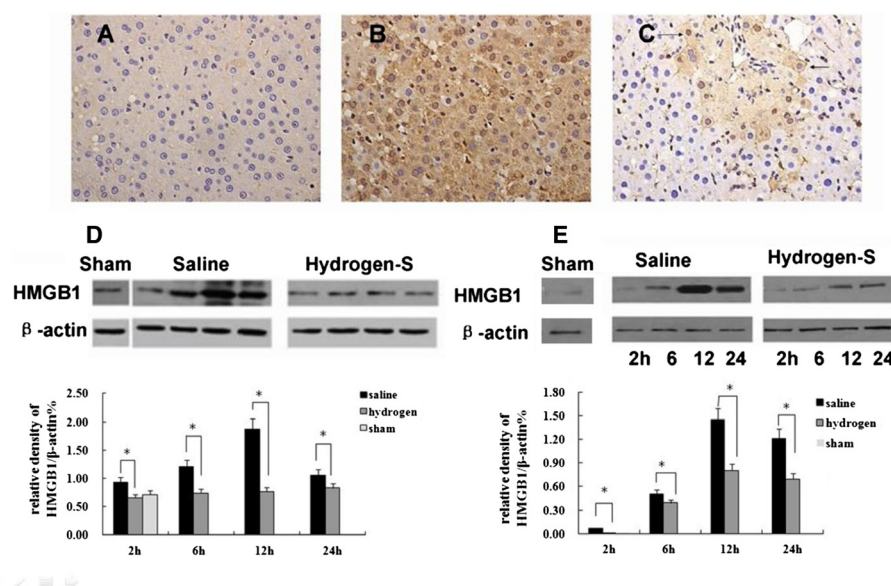 A
B
C
D
Sham
Saline
Hydrogen-S
HMGB1
β-actin
E
Sham
Saline
Hydrogen-S
HMGB1
β-actin
2h 6 12 24
2h 6 12 24
relative density of
HMGB1/β-actin%
2.50
2.00
1.50
1.00
0.50
0.00
* * * *
saline
hydrogen
sham
2h 6h 12h 24h
relative density of
HMGB1/β-actin%
1.80
1.50
1.20
0.90
0.60
0.30
0.00
* * * *
saline
hydrogen
sham
2h 6h 12h 24h